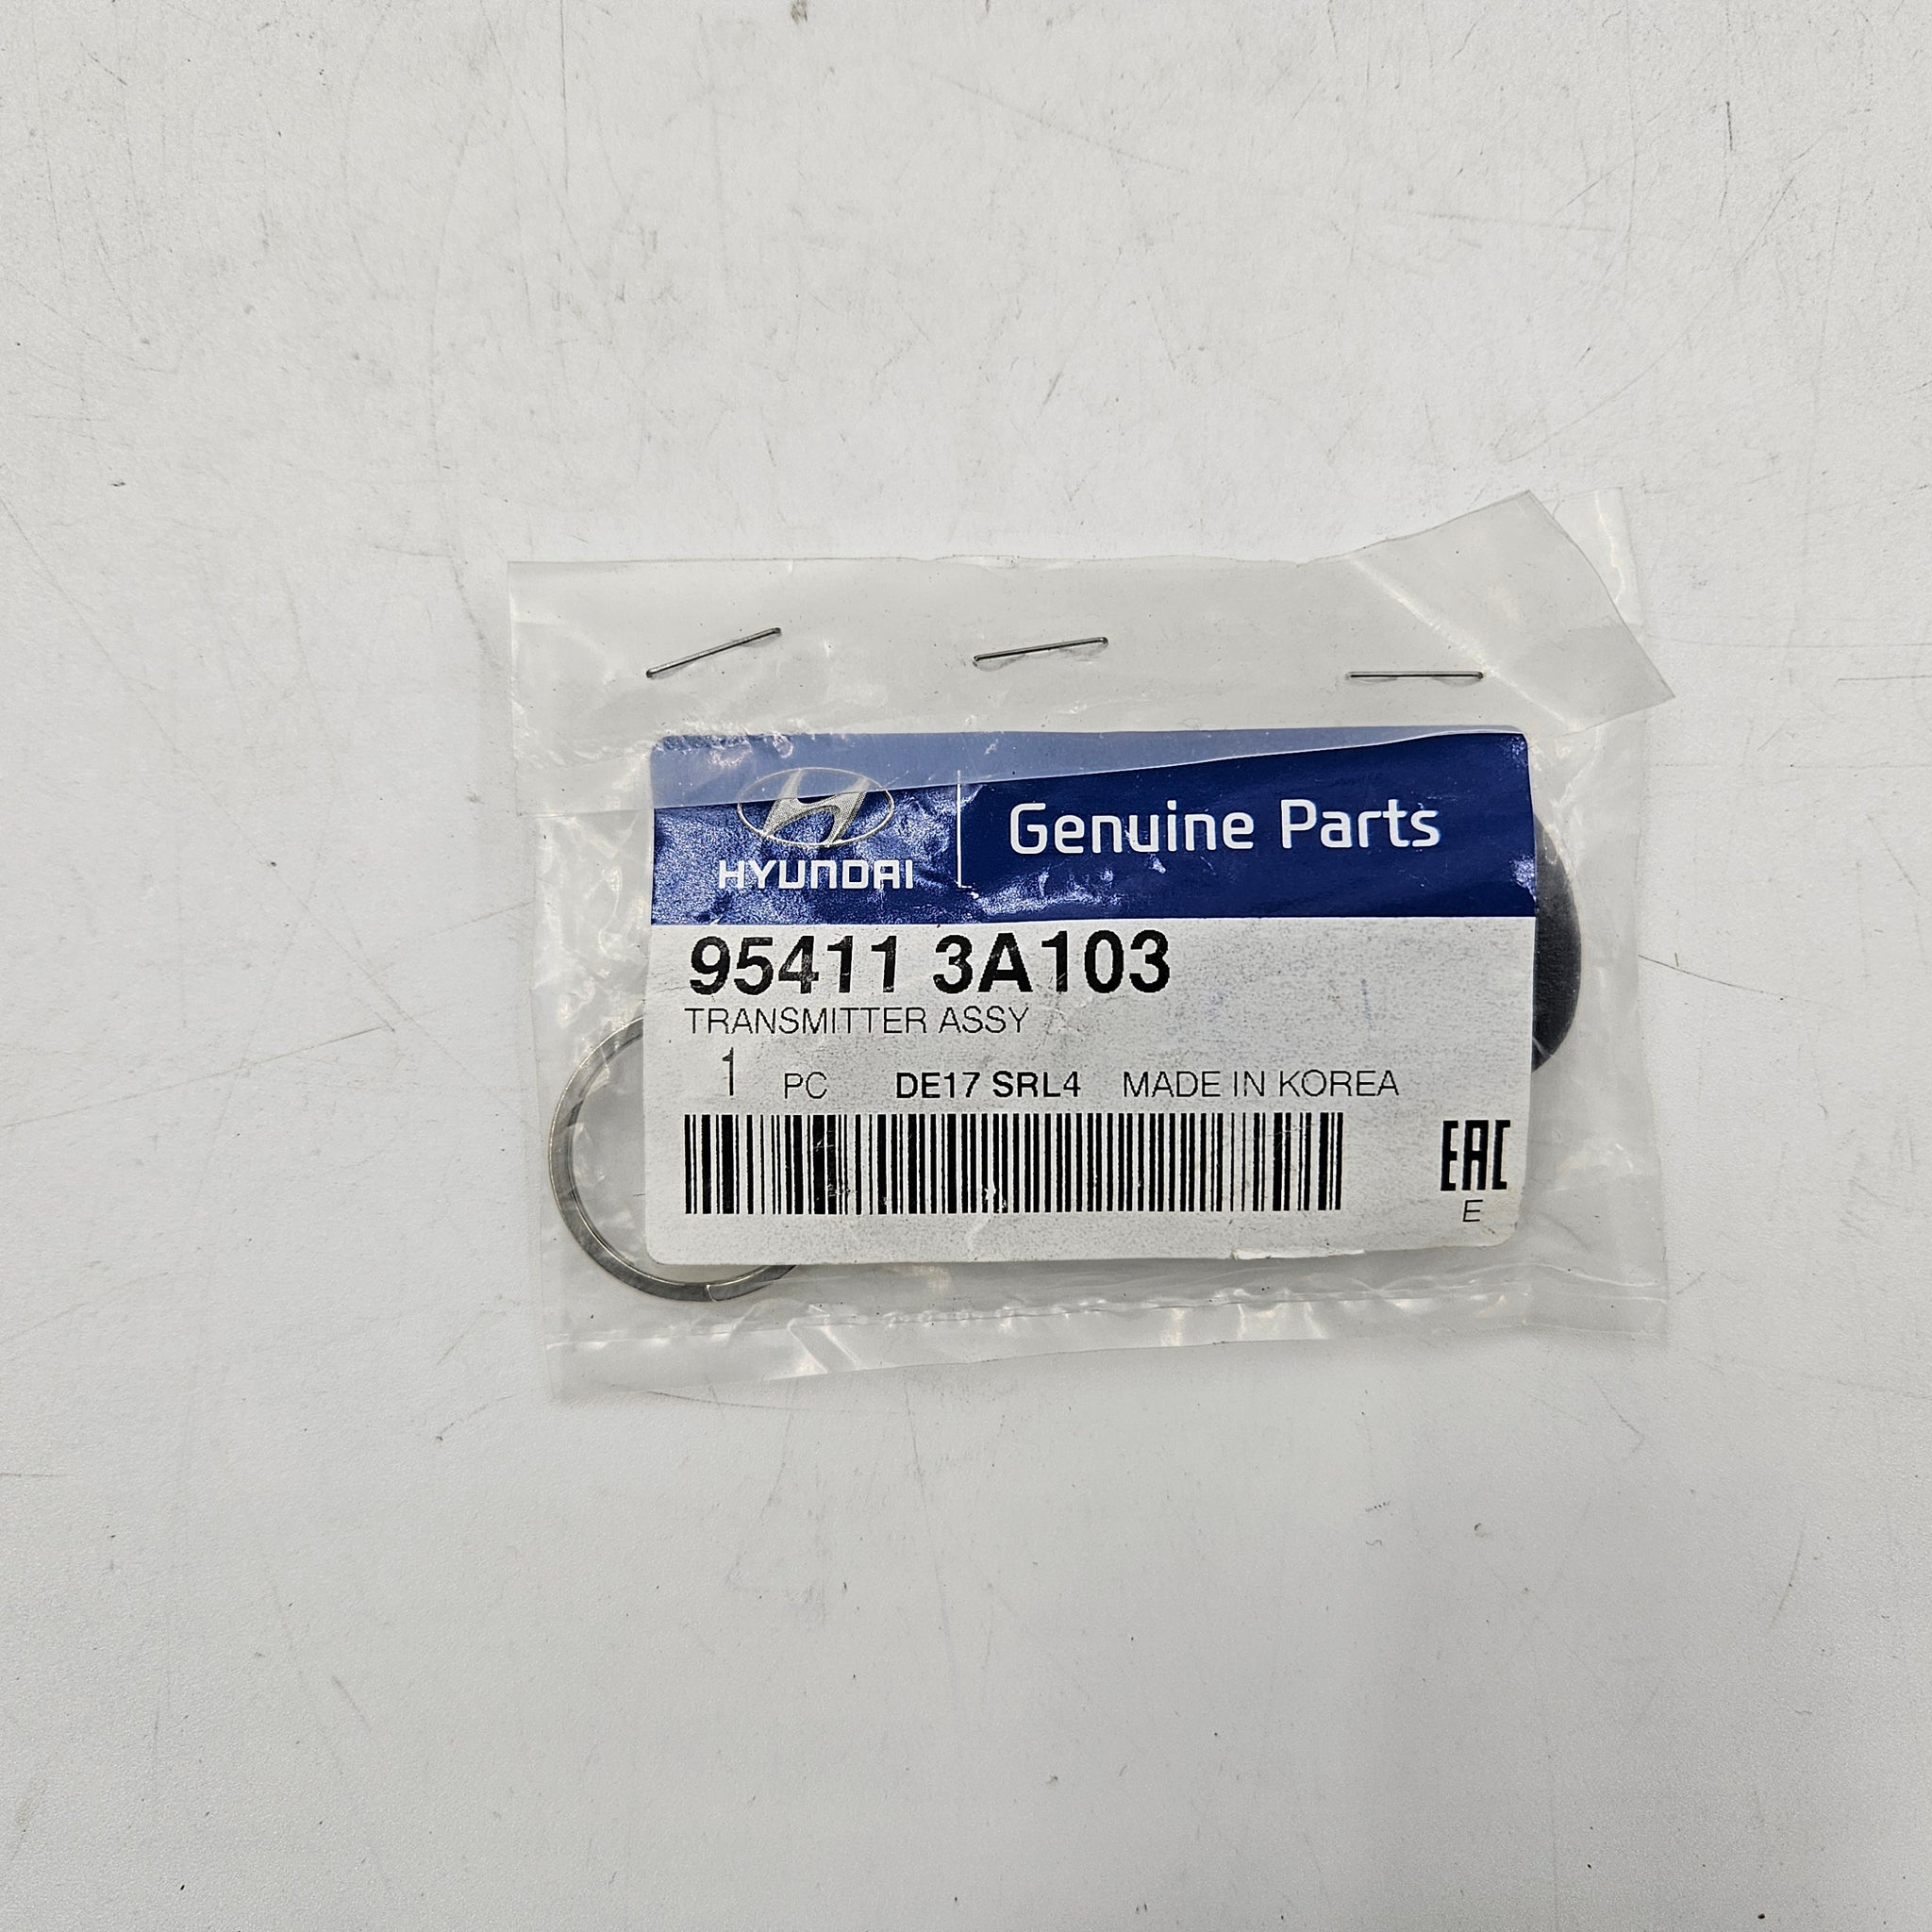 HYUNDAI
Genuine Parts
95411 3A103
TRANSMITTER ASSY
1 PC DE17 SRL4 MADE IN KOREA
EAC
E